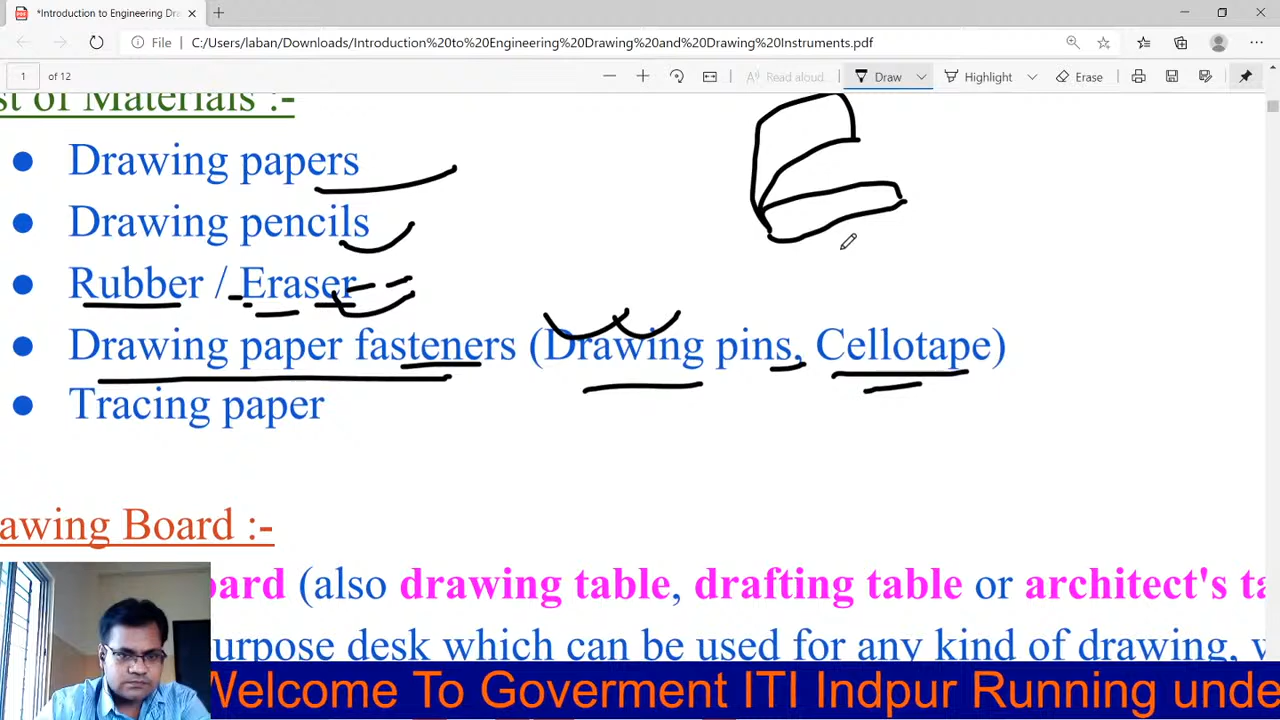 *Introduction to Engineering Dra
File
C:/Users/laban/Downloads/Introduction%20to%20Engineering%20Drawing%20and%20Drawing%20Instruments.pdf
1 of 12
Read aloud
Draw
Highlight
Erase
st of Materials :-
● Drawing papers
● Drawing pencils
● Rubber / Eraser
● Drawing paper fasteners (Drawing pins, Cellotape)
● Tracing paper
awing Board :-
oard (also drawing table, drafting table or architect's ta
urpose desk which can be used for any kind of drawing, w
Welcome To Goverment ITI Indpur Running unde